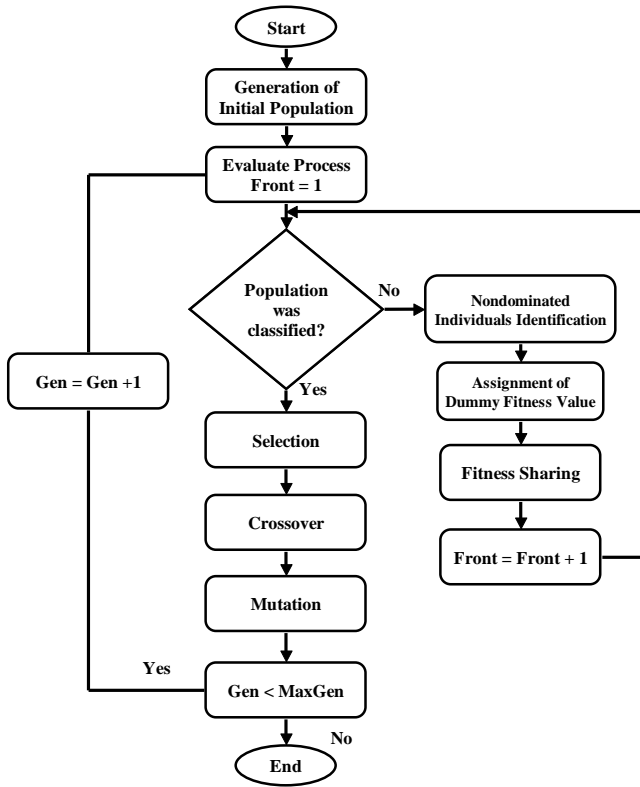 Start
Generation of
Initial Population
Evaluate Process
Front = 1
Population
was
classified?
No
Nondominated
Individuals Identification
Assignment of
Dummy Fitness Value
Fitness Sharing
Front = Front + 1
Yes
Gen = Gen +1
Selection
Crossover
Mutation
Yes
Gen < MaxGen
No
End